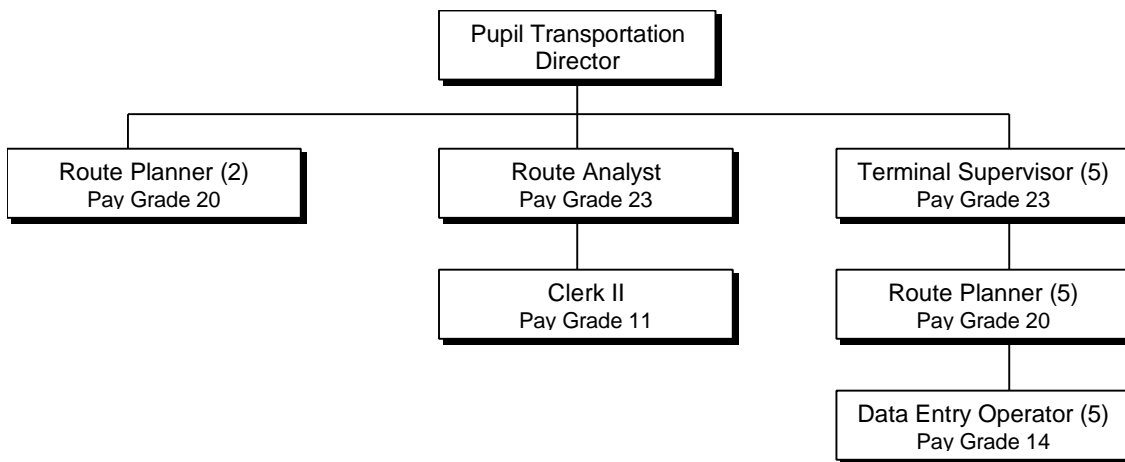 Pupil Transportation
Director
Route Planner (2)
Pay Grade 20
Route Analyst
Pay Grade 23
Terminal Supervisor (5)
Pay Grade 23
Clerk II
Pay Grade 11
Route Planner (5)
Pay Grade 20
Data Entry Operator (5)
Pay Grade 14